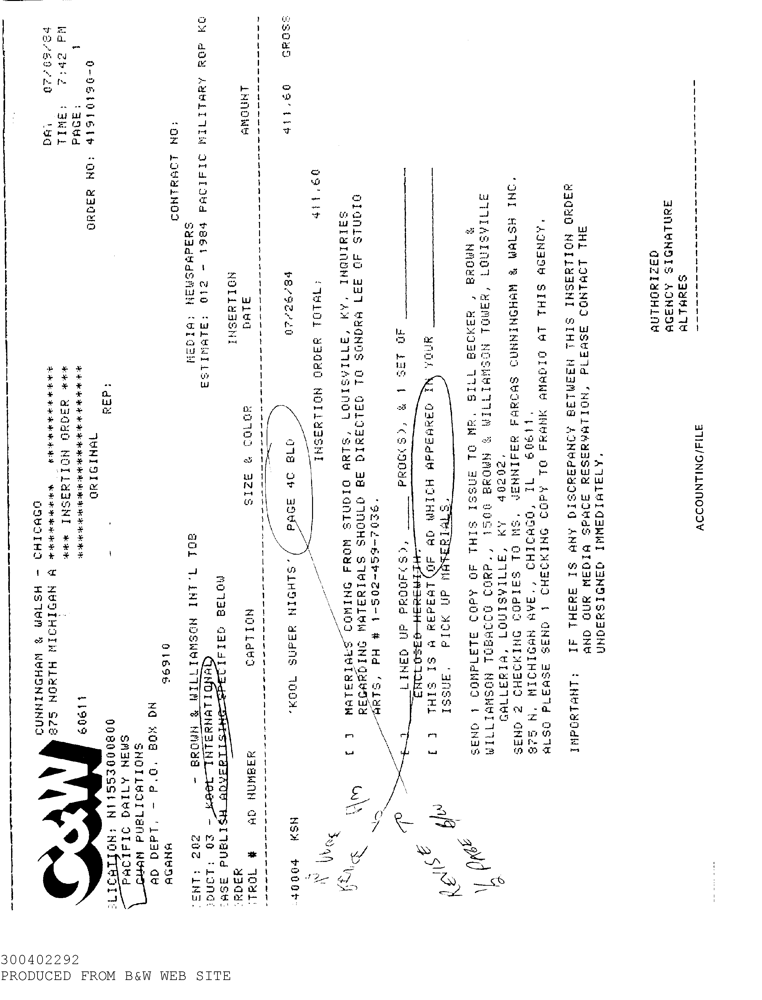 C&W
CUNNINGHAM & WALSH - CHICAGO
875 NORTH MICHIGAN A
60611
********* ************
*** INSERTION ORDER ***
***********************
ORIGINAL
REP:
07/09/84
TIME: 7:42 PM
PAGE: 1
ORDER NO: 41910190-0
LICATION: N11553000800
PACIFIC DAILY NEWS
GUAM PUBLICATIONS
AD DEPT. - P.O. BOX DN
AGANA 96910
CONTRACT NO:
ENT: 202 - BROWN & WILLIAMSON INT'L TOB
MEDIA: NEWSPAPERS
DUCT: 03 - KOOL INTERNATIONAL
ESTIMATE: 012 - 1984 PACIFIC MILITARY ROP KO
ASE PUBLISH ADVERTISING SPECIFIED BELOW
RDER INSERTION
TROL # AD NUMBER CAPTION SIZE & COLOR DATE AMOUNT
40004 KSN 'KOOL SUPER NIGHTS' PAGE 4C BLD 07/26/84 411.60 GROSS
INSERTION ORDER TOTAL: 411.60
[ ] MATERIALS COMING FROM STUDIO ARTS, LOUISVILLE, KY. INQUIRIES
REGARDING MATERIALS SHOULD BE DIRECTED TO SONDRA LEE OF STUDIO
ARTS, PH # 1-502-459-7036.
[ ] ____ LINED UP PROOF(S), ____ PROG(S), & 1 SET OF ____
ENCLOSED HEREWITH.
[ ] THIS IS A REPEAT OF AD WHICH APPEARED IN YOUR ____
ISSUE. PICK UP MATERIALS.
REVISE TO
1/2 PAGE B/W
SEND 1 COMPLETE COPY OF THIS ISSUE TO MR. BILL BECKER , BROWN &
WILLIAMSON TOBACCO CORP., 1500 BROWN & WILLIAMSON TOWER, LOUISVILLE
GALLERIA, LOUISVILLE, KY 40202.
SEND 2 CHECKING COPIES TO MS. JENNIFER FARCAS CUNNINGHAM & WALSH INC.
875 N. MICHIGAN AVE., CHICAGO, IL 60611.
ALSO PLEASE SEND 1 CHECKING COPY TO FRANK AMADIO AT THIS AGENCY.
IMPORTANT: IF THERE IS ANY DISCREPANCY BETWEEN THIS INSERTION ORDER
AND OUR MEDIA SPACE RESERVATION, PLEASE CONTACT THE
UNDERSIGNED IMMEDIATELY.
AUTHORIZED
AGENCY SIGNATURE
ALTARES
ACCOUNTING/FILE
300402292
PRODUCED FROM B&W WEB SITE